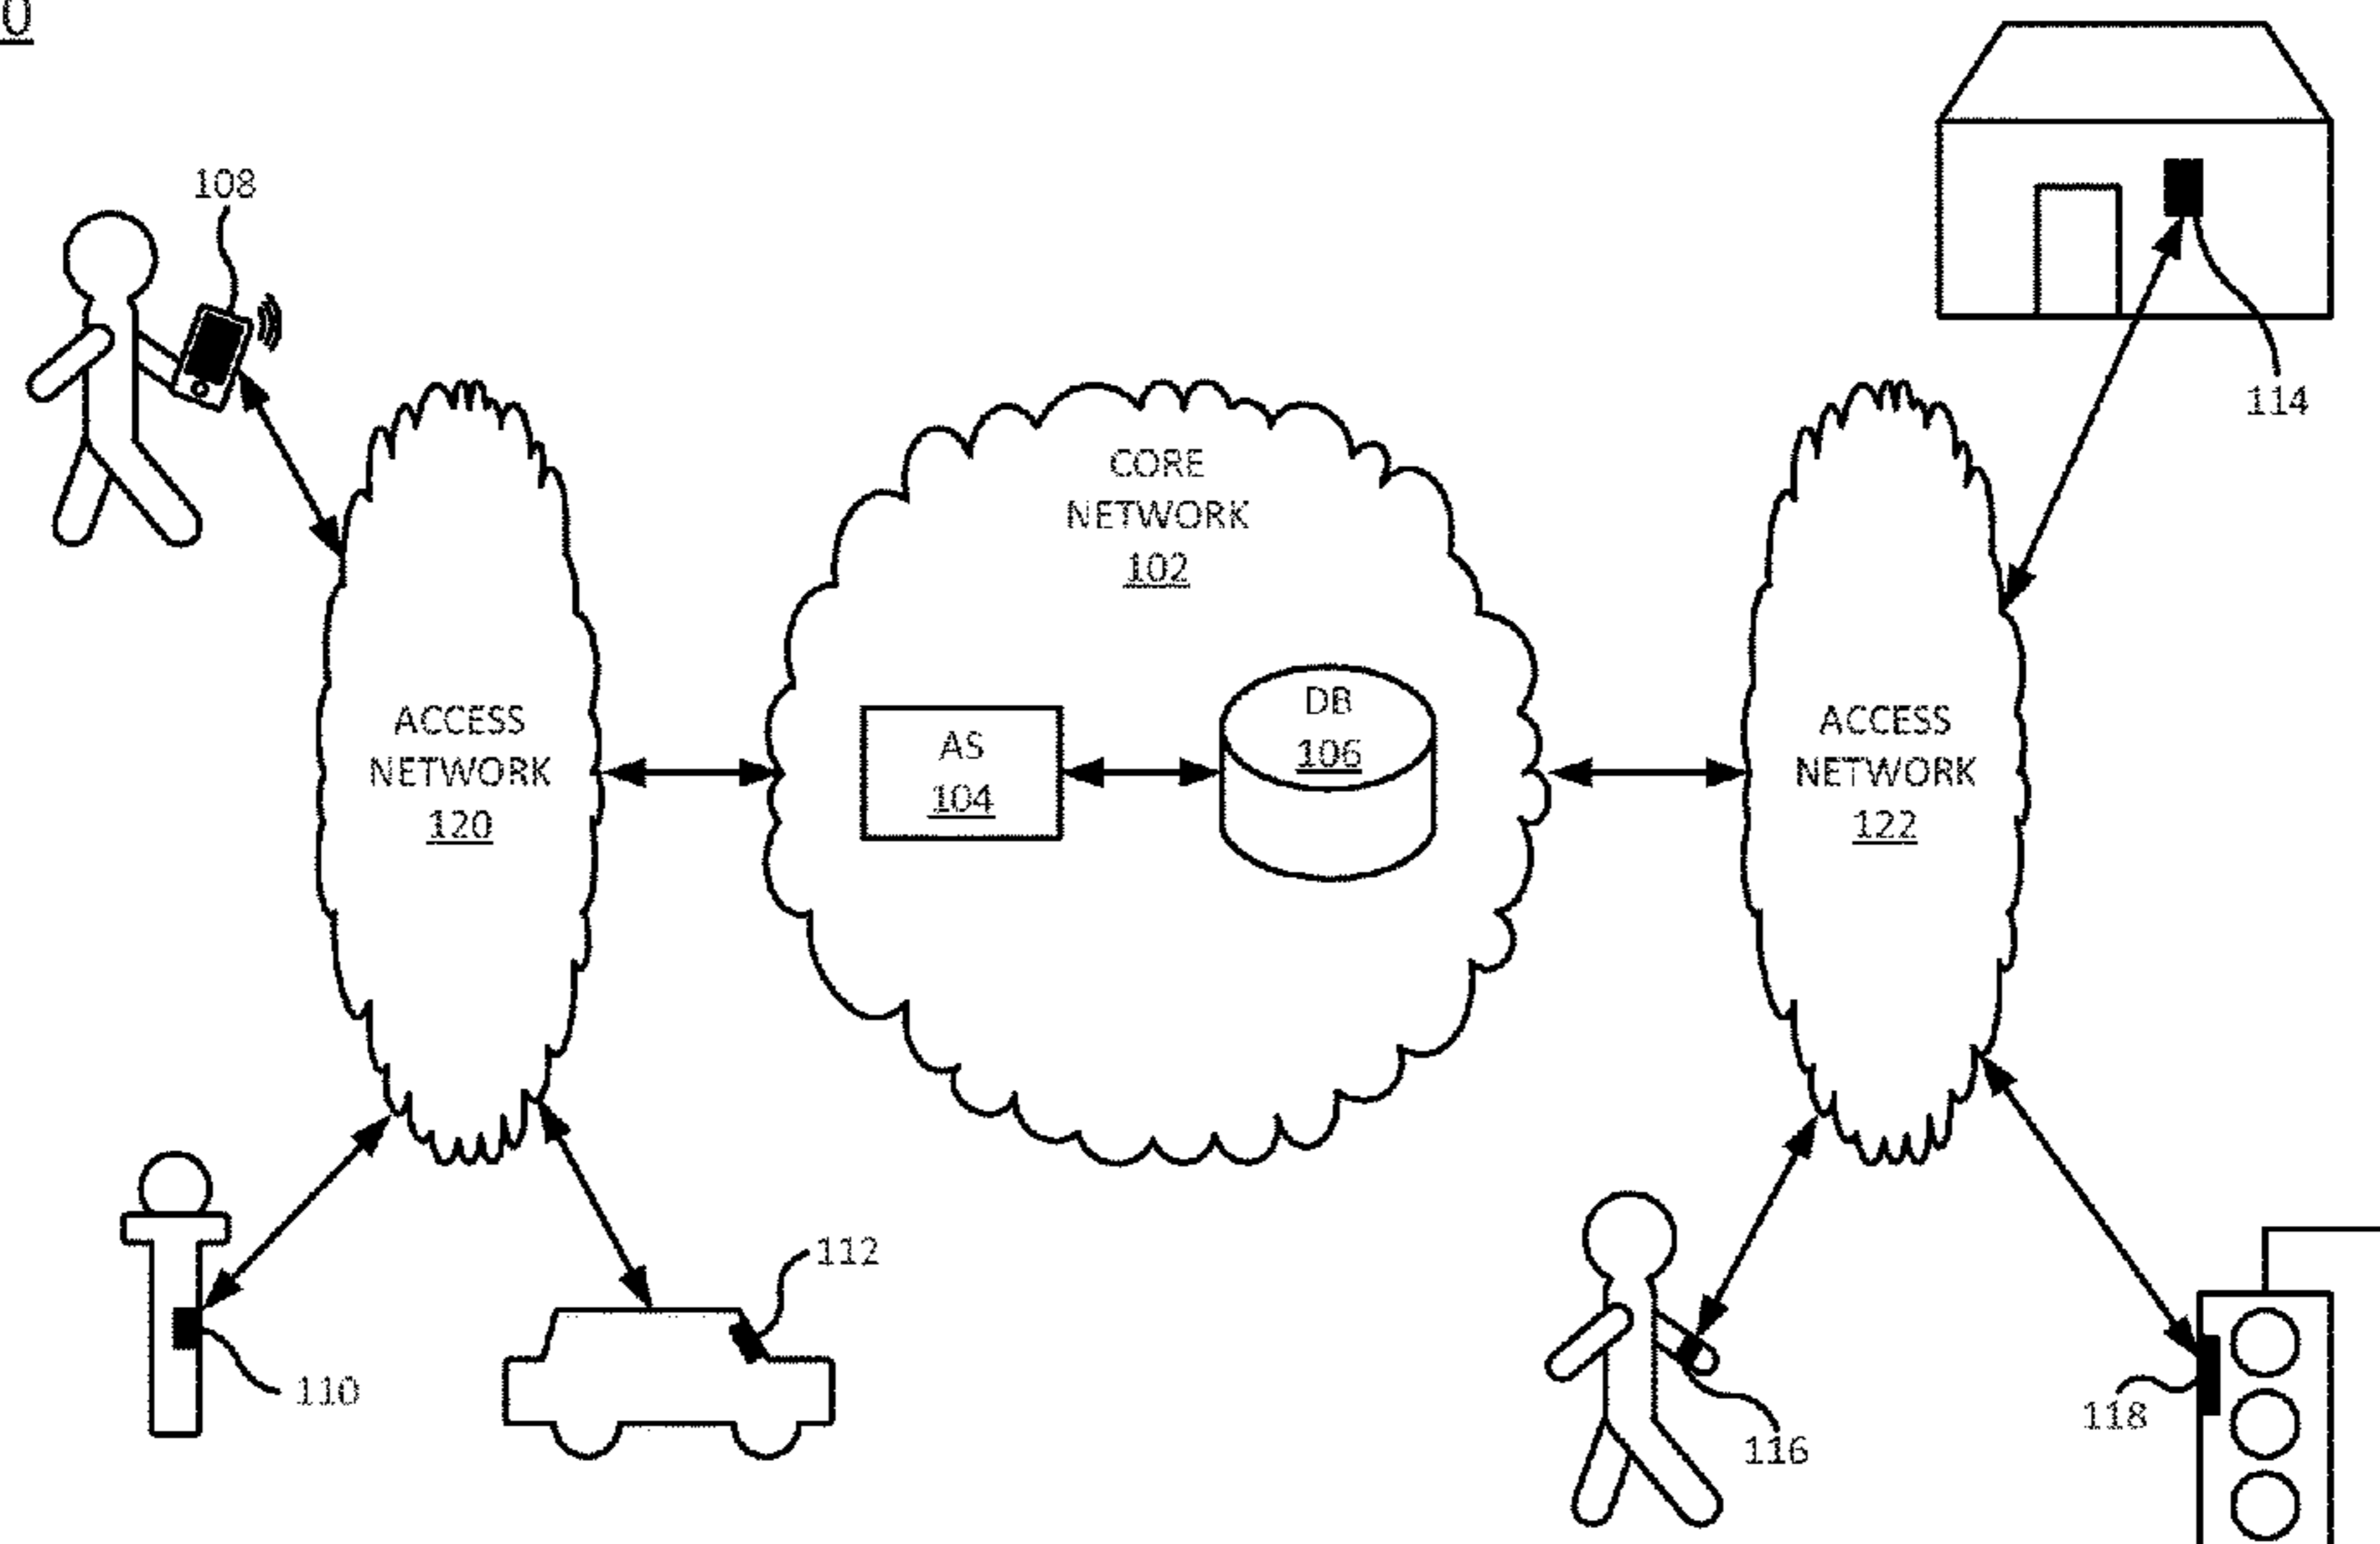 0
108
114
CORE
NETWORK
102
ACCESS
NETWORK
120
AS
104
DB
106
ACCESS
NETWORK
122
112
110
116
118